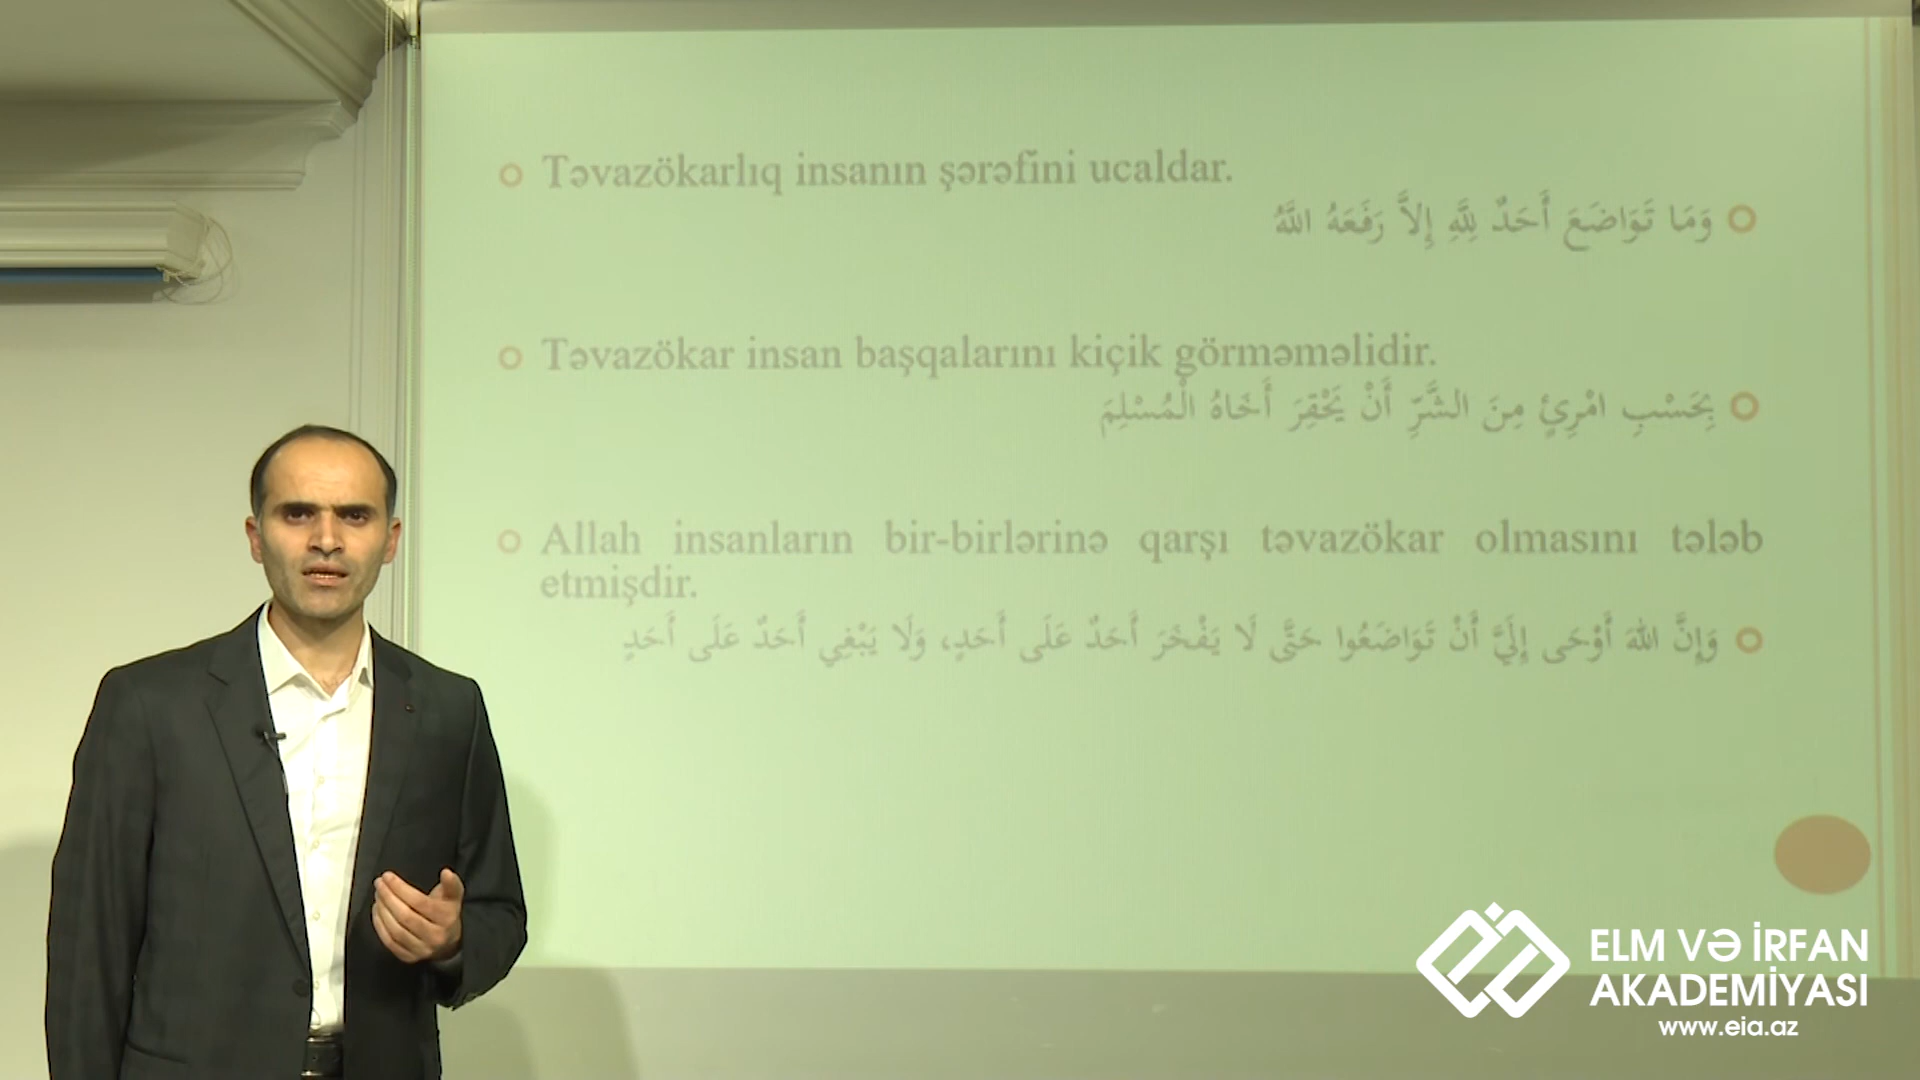 Təvazökarlıq insanın şərəfini ucaldar.
وَمَا تَوَاضَعَ أَحَدٌ لِلَّهِ إِلاَّ رَفَعَهُ اللَّهُ
Təvazökar insan başqalarını kiçik görməməlidir.
بِحَسْبِ امْرِئٍ مِنَ الشَّرِّ أَنْ يَحْقِرَ أَخَاهُ الْمُسْلِمَ
Allah insanların bir-birlərinə qarşı təvazökar olmasını tələb
etmişdir.
وَإِنَّ اللهَ أَوْحَى إِلَيَّ أَنْ تَوَاضَعُوا حَتَّى لَا يَفْخَرَ أَحَدٌ عَلَى أَحَدٍ، وَلَا يَبْغِي أَحَدٌ عَلَى أَحَدٍ
ELM VƏ İRFAN
AKADEMİYASI
www.eia.az